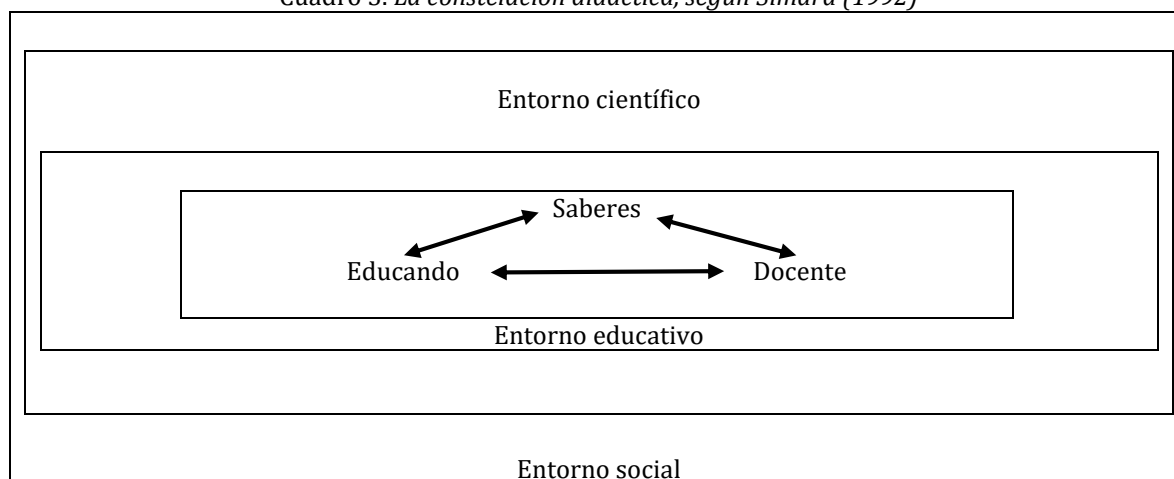 Cuadro 3. La constelación didáctica, según Simard (1992)
Entorno científico
Saberes
Educando Docente
Entorno educativo
Entorno social